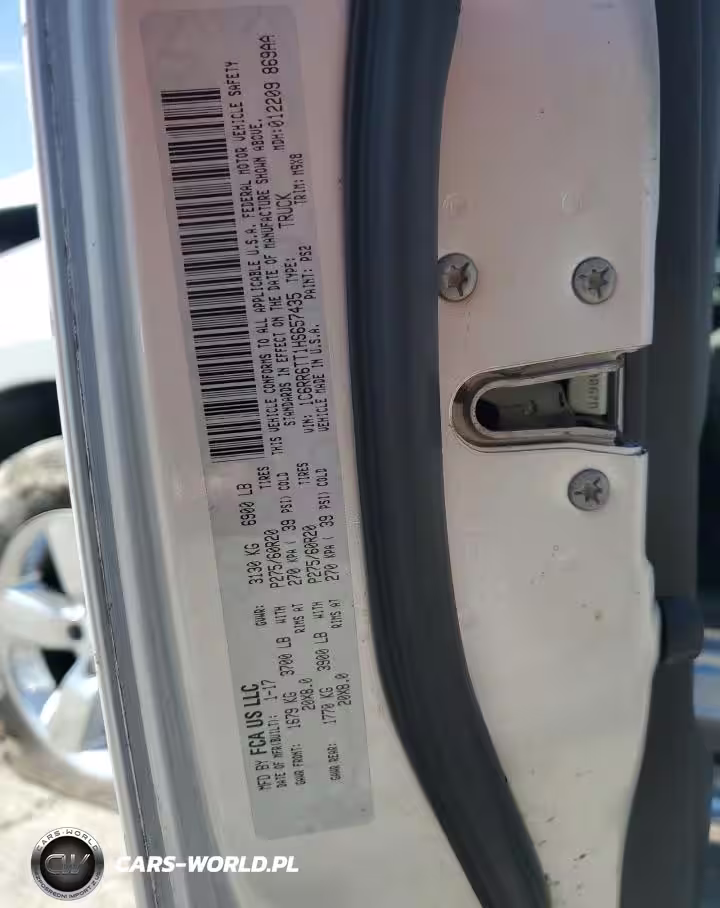 MFD BY FCA US LLC
DATE OF MFR(BUILT): 1-17 GVWR: 3130 KG 6900 LB
GAWR FRONT: 1679 KG 3700 LB WITH P275/60R20 TIRES
20X8.0 RIMS AT 270 KPA ( 39 PSI) COLD
GAWR REAR: 1770 KG 3900 LB WITH P275/60R20 TIRES
20X8.0 RIMS AT 270 KPA ( 39 PSI) COLD
THIS VEHICLE CONFORMS TO ALL APPLICABLE U.S.A. FEDERAL MOTOR VEHICLE SAFETY
STANDARDS IN EFFECT ON THE DATE OF MANUFACTURE SHOWN ABOVE.
MDH:012209 869AA
VIN: 1C6RR6TT1HS657435 TYPE: TRUCK
VEHICLE MADE IN U.S.A. PAINT: PS2 TRIM: M9X8
CARS-WORLD
CW
CARS-WORLD.PL